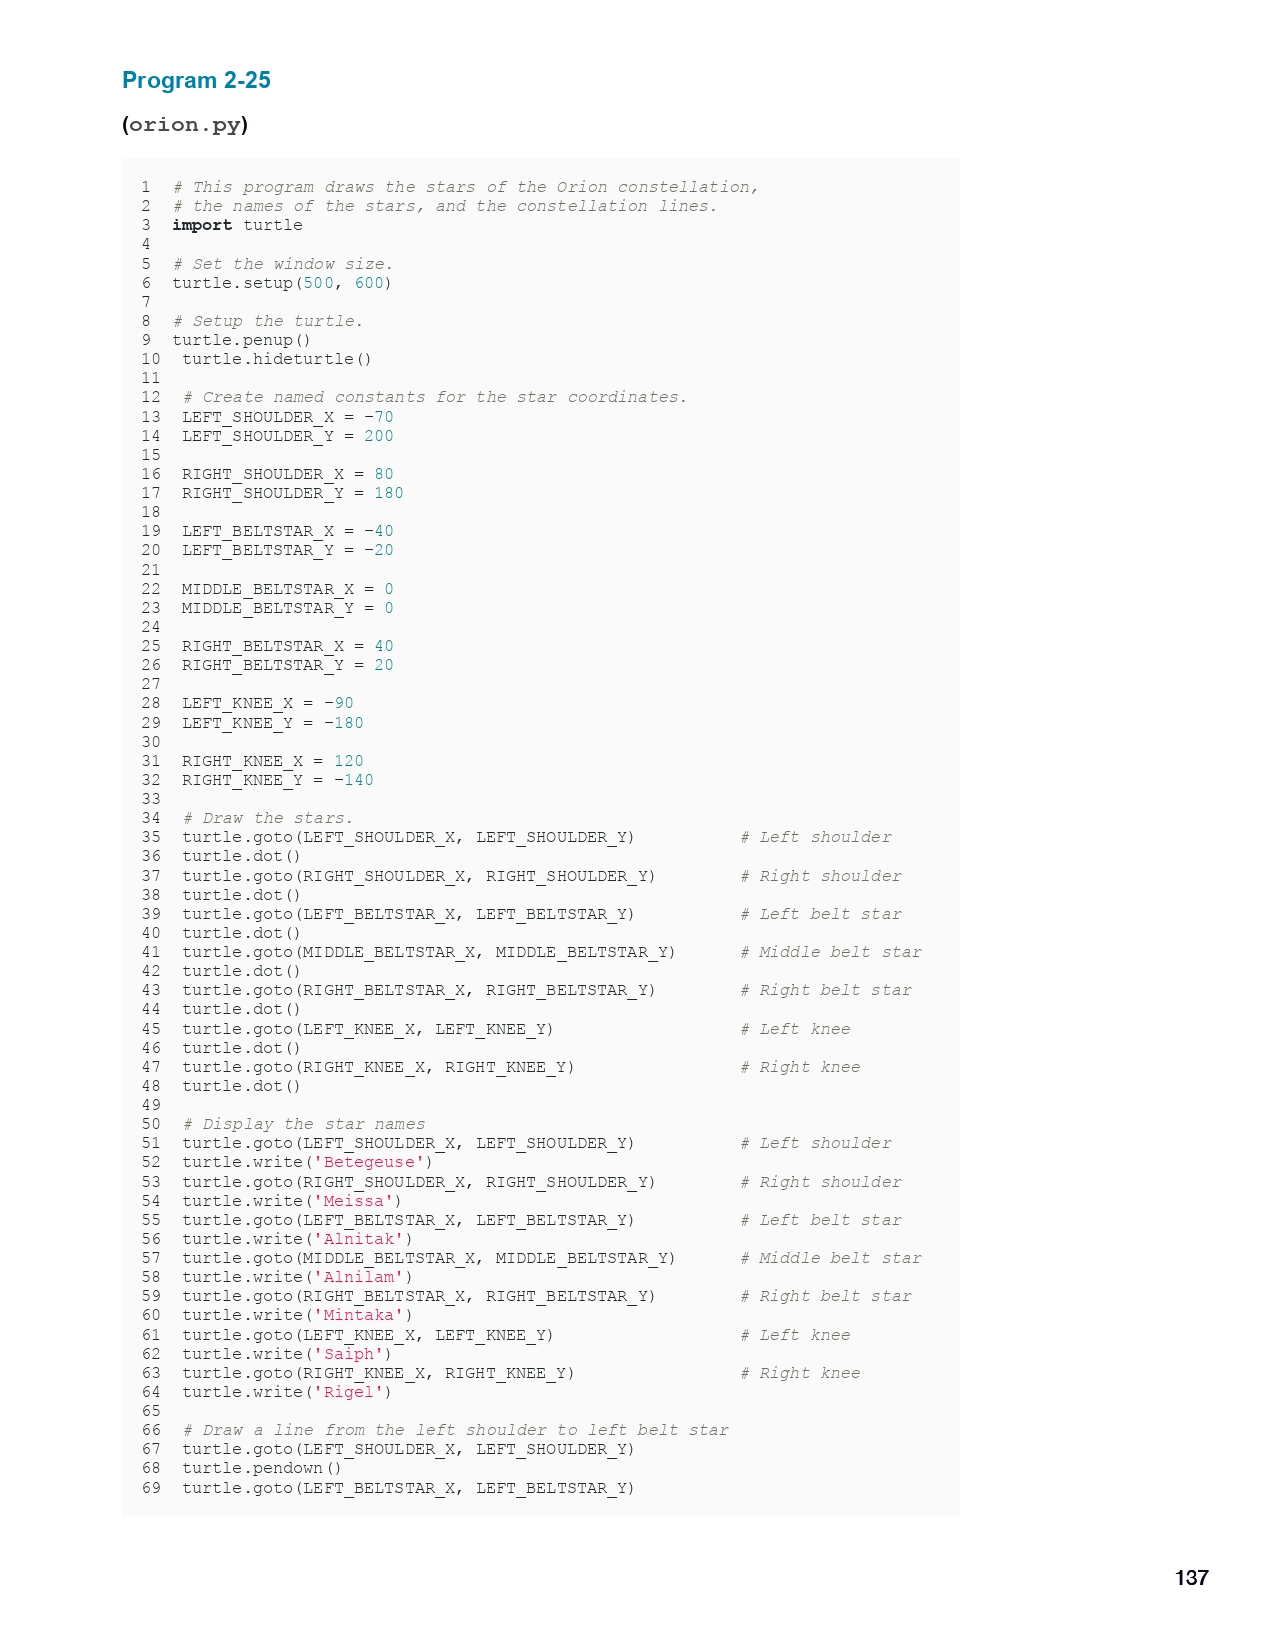 Program 2-25
(orion.py)
1 # This program draws the stars of the Orion constellation,
2 # the names of the stars, and the constellation lines.
3 import turtle
4
5 # Set the window size.
6 turtle.setup(500, 600)
7
8 # Setup the turtle.
9 turtle.penup()
10 turtle.hideturtle()
11
12 # Create named constants for the star coordinates.
13 LEFT_SHOULDER_X = −70
14 LEFT_SHOULDER_Y = 200
15
16 RIGHT_SHOULDER_X = 80
17 RIGHT_SHOULDER_Y = 180
18
19 LEFT_BELTSTAR_X = −40
20 LEFT_BELTSTAR_Y = −20
21
22 MIDDLE_BELTSTAR_X = 0
23 MIDDLE_BELTSTAR_Y = 0
24
25 RIGHT_BELTSTAR_X = 40
26 RIGHT_BELTSTAR_Y = 20
27
28 LEFT_KNEE_X = −90
29 LEFT_KNEE_Y = −180
30
31 RIGHT_KNEE_X = 120
32 RIGHT_KNEE_Y = −140
33
34 # Draw the stars.
35 turtle.goto(LEFT_SHOULDER_X, LEFT_SHOULDER_Y) # Left shoulder
36 turtle.dot()
37 turtle.goto(RIGHT_SHOULDER_X, RIGHT_SHOULDER_Y) # Right shoulder
38 turtle.dot()
39 turtle.goto(LEFT_BELTSTAR_X, LEFT_BELTSTAR_Y) # Left belt star
40 turtle.dot()
41 turtle.goto(MIDDLE_BELTSTAR_X, MIDDLE_BELTSTAR_Y) # Middle belt star
42 turtle.dot()
43 turtle.goto(RIGHT_BELTSTAR_X, RIGHT_BELTSTAR_Y) # Right belt star
44 turtle.dot()
45 turtle.goto(LEFT_KNEE_X, LEFT_KNEE_Y) # Left knee
46 turtle.dot()
47 turtle.goto(RIGHT_KNEE_X, RIGHT_KNEE_Y) # Right knee
48 turtle.dot()
49
50 # Display the star names
51 turtle.goto(LEFT_SHOULDER_X, LEFT_SHOULDER_Y) # Left shoulder
52 turtle.write('Betegeuse')
53 turtle.goto(RIGHT_SHOULDER_X, RIGHT_SHOULDER_Y) # Right shoulder
54 turtle.write('Meissa')
55 turtle.goto(LEFT_BELTSTAR_X, LEFT_BELTSTAR_Y) # Left belt star
56 turtle.write('Alnitak')
57 turtle.goto(MIDDLE_BELTSTAR_X, MIDDLE_BELTSTAR_Y) # Middle belt star
58 turtle.write('Alnilam')
59 turtle.goto(RIGHT_BELTSTAR_X, RIGHT_BELTSTAR_Y) # Right belt star
60 turtle.write('Mintaka')
61 turtle.goto(LEFT_KNEE_X, LEFT_KNEE_Y) # Left knee
62 turtle.write('Saiph')
63 turtle.goto(RIGHT_KNEE_X, RIGHT_KNEE_Y) # Right knee
64 turtle.write('Rigel')
65
66 # Draw a line from the left shoulder to left belt star
67 turtle.goto(LEFT_SHOULDER_X, LEFT_SHOULDER_Y)
68 turtle.pendown()
69 turtle.goto(LEFT_BELTSTAR_X, LEFT_BELTSTAR_Y)
137